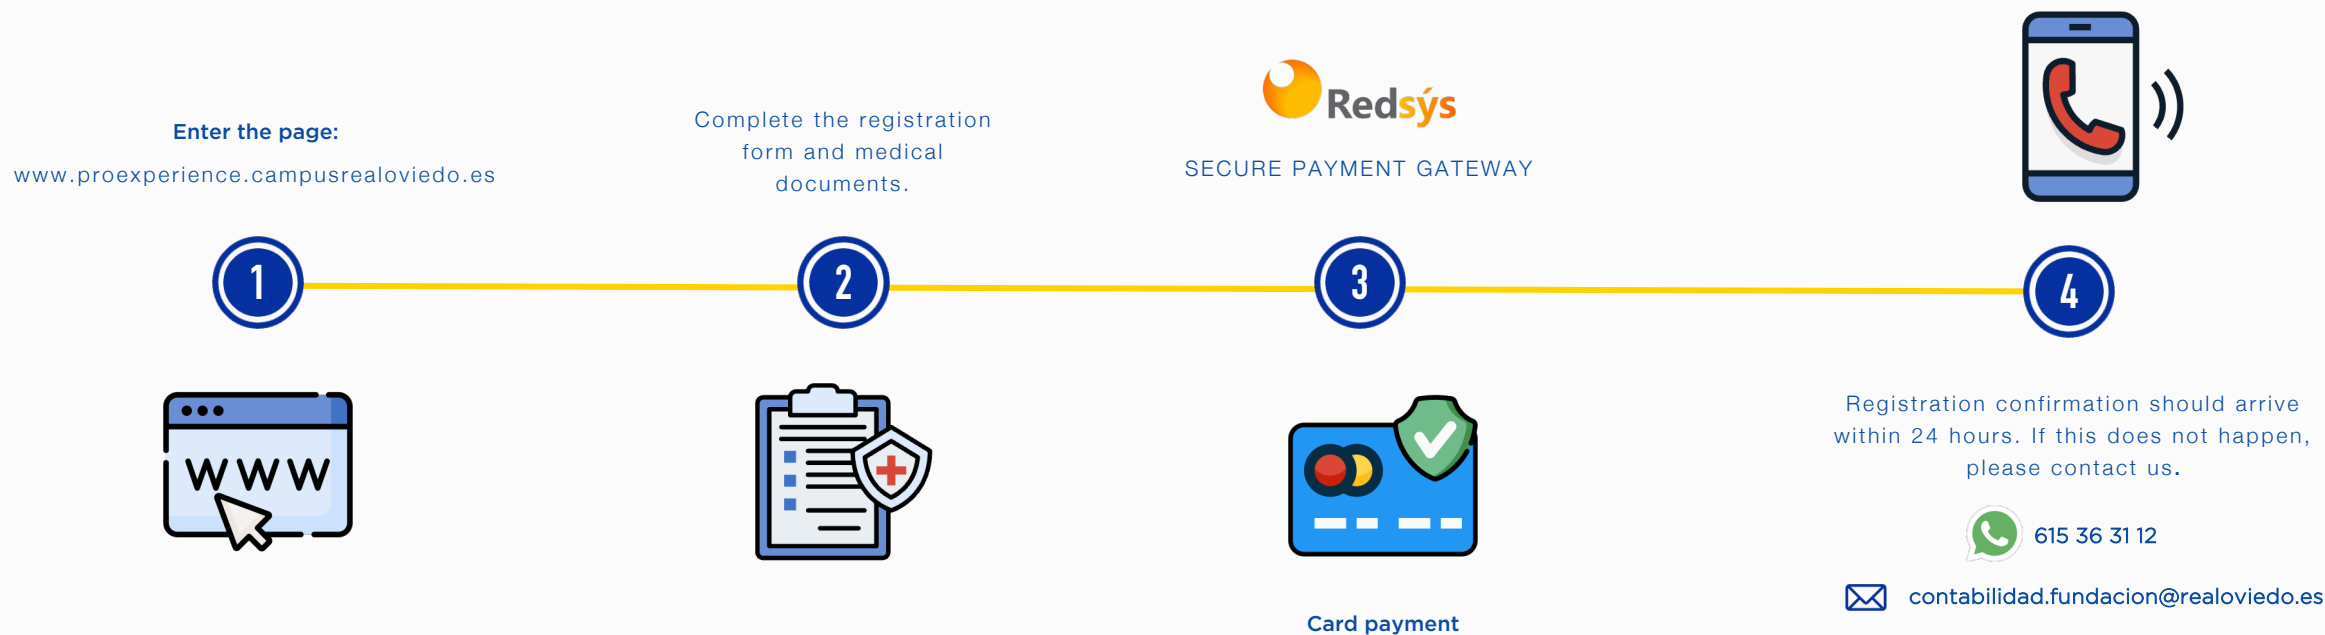 Enter the page:
www.proexperience.campusrealoviedo.es
1
WWW
Complete the registration
form and medical
documents.
2
Redsýs
SECURE PAYMENT GATEWAY
3
Card payment
4
Registration confirmation should arrive
within 24 hours. If this does not happen,
please contact us.
615 36 31 12
contabilidad.fundacion@realoviedo.es